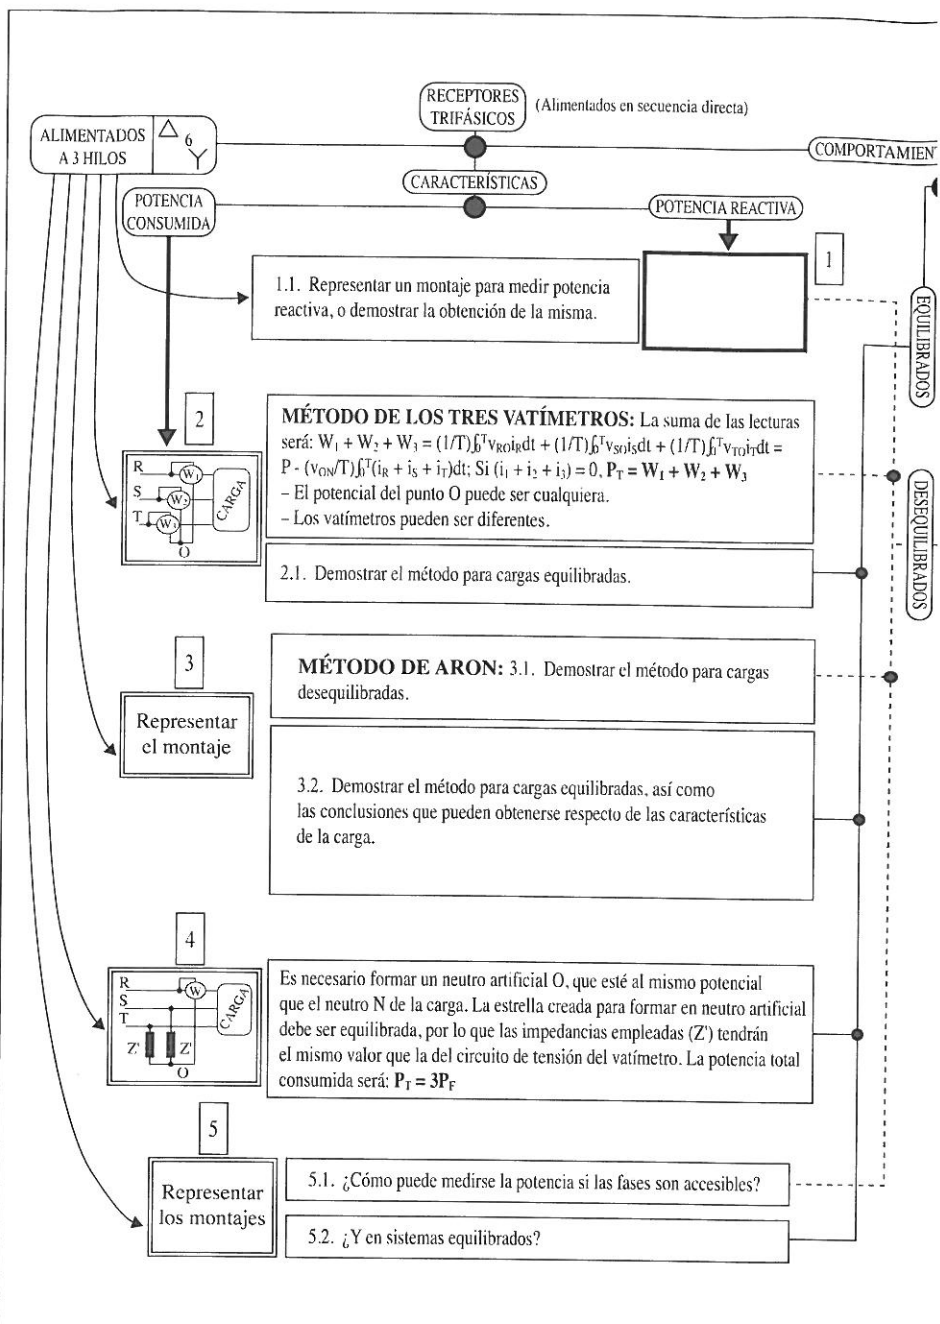 RECEPTORES
TRIFÁSICOS
(Alimentados en secuencia directa)
ALIMENTADOS
A 3 HILOS
6
COMPORTAMIENT
CARACTERÍSTICAS
POTENCIA
CONSUMIDA
POTENCIA REACTIVA
1
1.1. Representar un montaje para medir potencia
reactiva, o demostrar la obtención de la misma.
EQUILIBRADOS
2
R
S
T
W₁
W₂
W₃
CARGA
O
MÉTODO DE LOS TRES VATÍMETROS: La suma de las lecturas
será: W₁ + W₂ + W₃ = (1/T)∫₀ᵀv_RO i_R dt + (1/T)∫₀ᵀv_SO i_S dt + (1/T)∫₀ᵀv_TO i_T dt =
P - (v_ON/T)∫₀ᵀ(i_R + i_S + i_T)dt; Si (i₁ + i₂ + i₃) = 0, P_T = W₁ + W₂ + W₃
– El potencial del punto O puede ser cualquiera.
– Los vatímetros pueden ser diferentes.
DESEQUILIBRADOS
2.1. Demostrar el método para cargas equilibradas.
3
Representar
el montaje
MÉTODO DE ARON: 3.1. Demostrar el método para cargas
desequilibradas.
3.2. Demostrar el método para cargas equilibradas, así como
las conclusiones que pueden obtenerse respecto de las características
de la carga.
4
R
S
T
W
CARGA
Z'
Z'
O
Es necesario formar un neutro artificial O, que esté al mismo potencial
que el neutro N de la carga. La estrella creada para formar en neutro artificial
debe ser equilibrada, por lo que las impedancias empleadas (Z') tendrán
el mismo valor que la del circuito de tensión del vatímetro. La potencia total
consumida será: P_T = 3P_F
5
Representar
los montajes
5.1. ¿Cómo puede medirse la potencia si las fases son accesibles?
5.2. ¿Y en sistemas equilibrados?